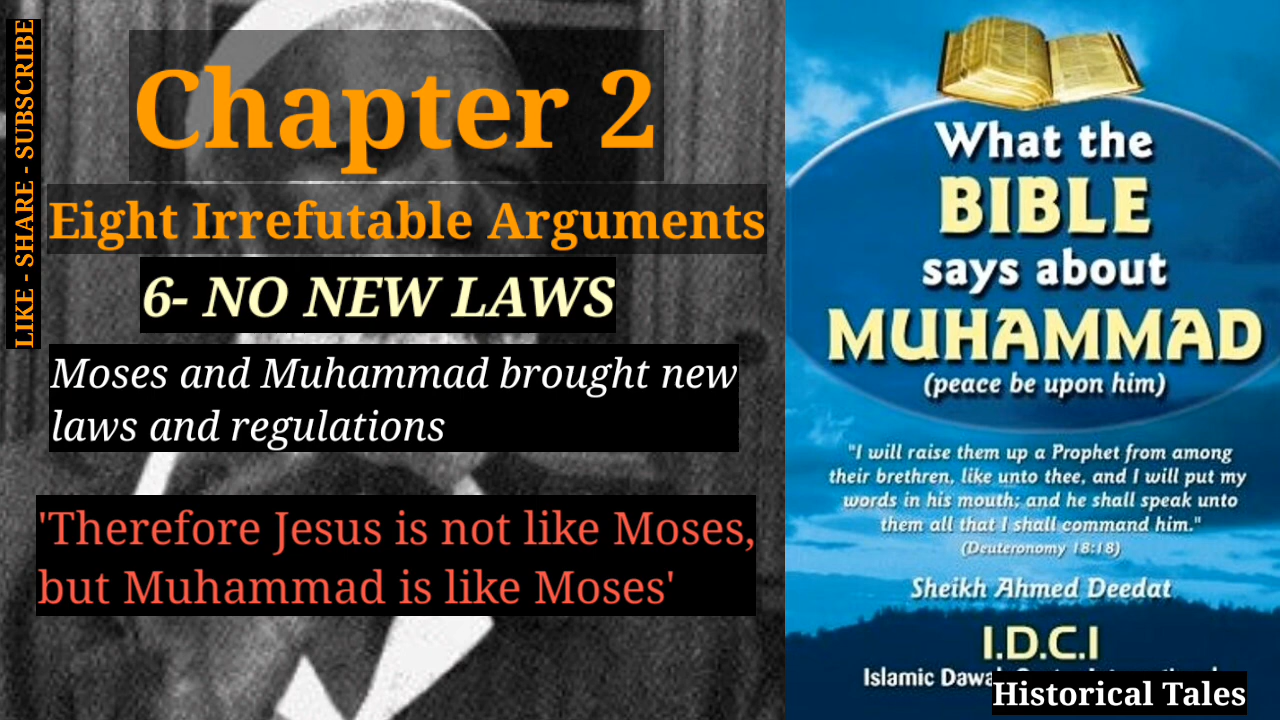 LIKE - SHARE - SUBSCRIBE
Chapter 2
Eight Irrefutable Arguments
6- NO NEW LAWS
Moses and Muhammad brought new
laws and regulations
'Therefore Jesus is not like Moses,
but Muhammad is like Moses'
What the
BIBLE
says about
MUHAMMAD
(peace be upon him)
"I will raise them up a Prophet from among
their brethren, like unto thee, and I will put my
words in his mouth; and he shall speak unto
them all that I shall command him."
(Deuteronomy 18:18)
Sheikh Ahmed Deedat
I.D.C.I
Islamic
Historical Tales